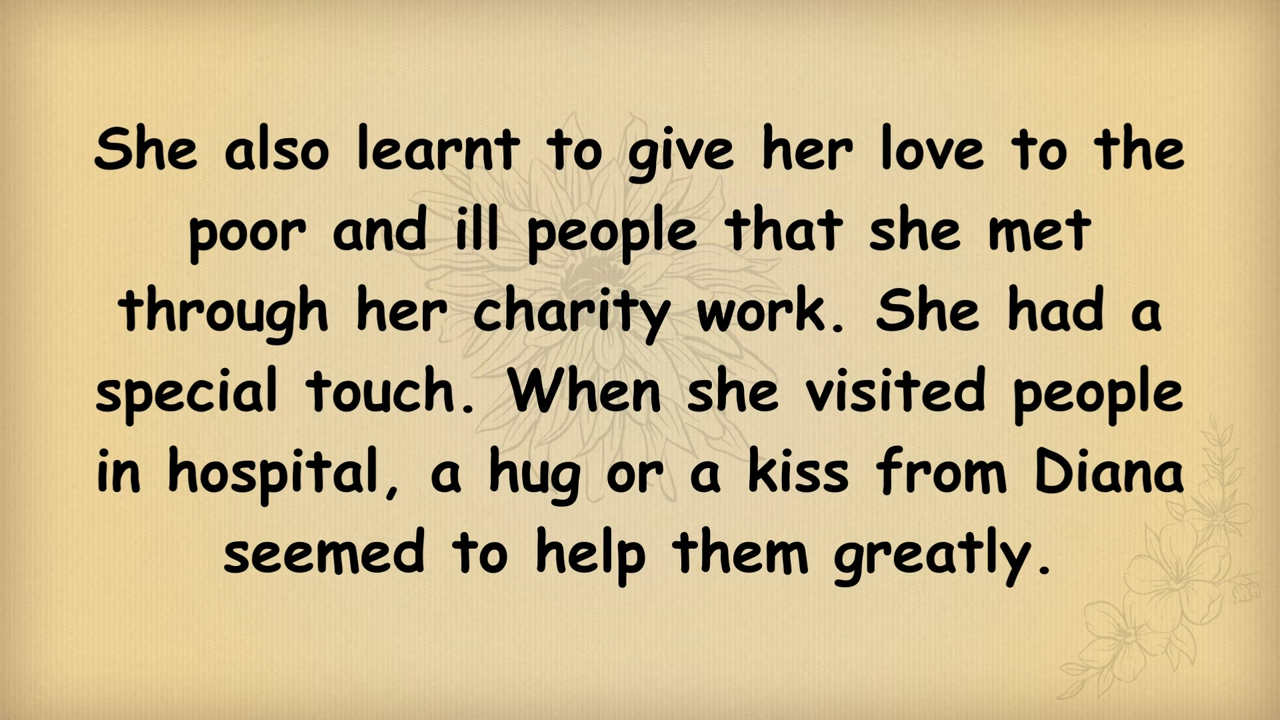 She also learnt to give her love to the
poor and ill people that she met
through her charity work. She had a
special touch. When she visited people
in hospital, a hug or a kiss from Diana
seemed to help them greatly.